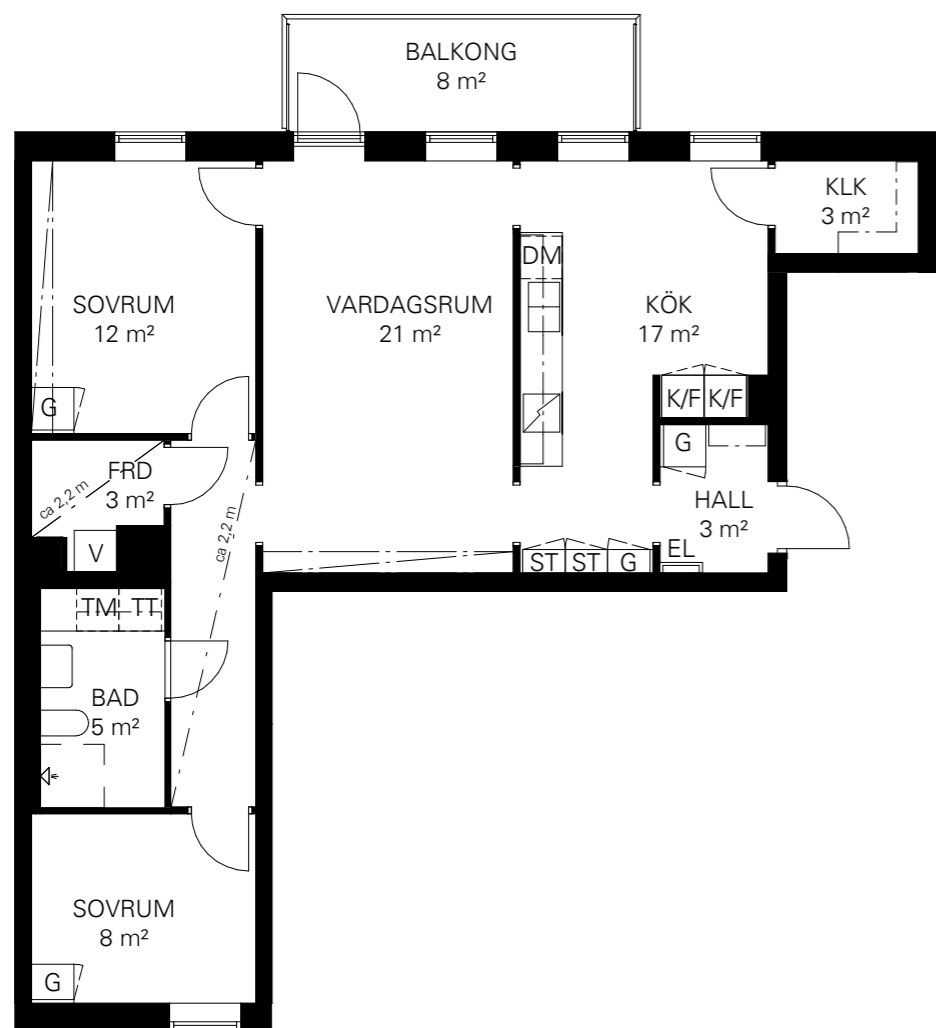 BALKONG
8 m²
KLK
3 m²
DM
SOVRUM
12 m²
VARDAGSRUM
21 m²
KÖK
17 m²
G
K/F K/F
G
FRD
3 m²
ca 2,2 m
ca 2,2 m
HALL
3 m²
V
ST ST G
EL
TM TT
BAD
5 m²
SOVRUM
8 m²
G